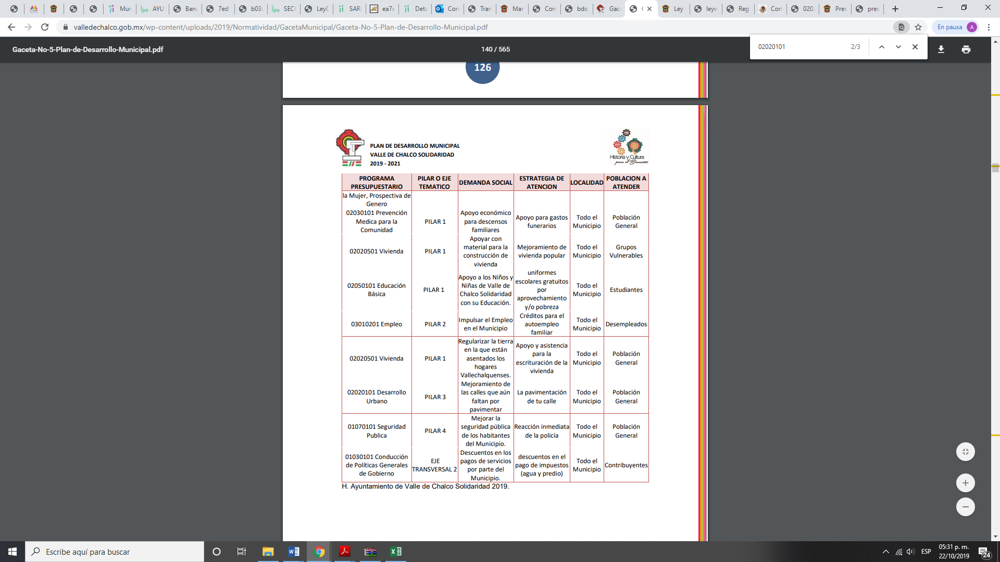 Mun
AYU
Banc
7ed
b03c
SECI
LeyD
SAR
ea7e
Deta
Corr
Tran
Mar
Con
bdo
Gac
Ley
leyv
Reg
Con
020
Pres
pres
valledechalco.gob.mx/wp-content/uploads/2019/Normatividad/GacetaMunicipal/Gaceta-No-5-Plan-de-Desarrollo-Municipal.pdf
En pausa A
Gaceta-No-5-Plan-de-Desarrollo-Municipal.pdf
140 / 565
02020101 2/3
126
PLAN DE DESARROLLO MUNICIPAL
VALLE DE CHALCO SOLIDARIDAD
2019 - 2021
Historia y Cultura
para el Bienestar
PROGRAMA PRESUPUESTARIO PILAR O EJE TEMATICO DEMANDA SOCIAL ESTRATEGIA DE ATENCION LOCALIDAD POBLACION A ATENDER
la Mujer, Prospectiva de Genero
02030101 Prevención Medica para la Comunidad PILAR 1 Apoyo económico para descensos familiares Apoyo para gastos funerarios Todo el Municipio Población General
02020501 Vivienda PILAR 1 Apoyar con material para la construcción de vivienda Mejoramiento de vivienda popular Todo el Municipio Grupos Vulnerables
02050101 Educación Básica PILAR 1 Apoyo a los Niños y Niñas de Valle de Chalco Solidaridad con su Educación. uniformes escolares gratuitos por aprovechamiento y/o pobreza Todo el Municipio Estudiantes
03010201 Empleo PILAR 2 Impulsar el Empleo en el Municipio Créditos para el autoempleo familiar Todo el Municipio Desempleados
02020501 Vivienda PILAR 1 Regularizar la tierra en la que están asentados los hogares Vallechalquenses. Apoyo y asistencia para la escrituración de la vivienda Todo el Municipio Población General
02020101 Desarrollo Urbano PILAR 3 Mejoramiento de las calles que aún faltan por pavimentar La pavimentación de tu calle Todo el Municipio Población General
01070101 Seguridad Publica PILAR 4 Mejorar la seguridad pública de los habitantes del Municipio. Reacción inmediata de la policía Todo el Municipio Población General
01030101 Conducción de Políticas Generales de Gobierno EJE TRANSVERSAL 2 Descuentos en los pagos de servicios por parte del Municipio. descuentos en el pago de impuestos (agua y predio) Todo el Municipio Contribuyentes
H. Ayuntamiento de Valle de Chalco Solidaridad 2019.
Escribe aquí para buscar
ESP
05:31 p. m.
22/10/2019
24